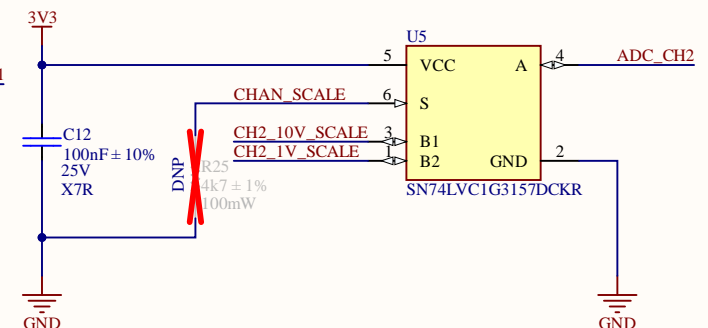 3V3
U5
5
VCC
A
4
ADC_CH2
CHAN_SCALE
6
S
C12
100nF ± 10%
25V
X7R
CH2_10V_SCALE
3
B1
CH2_1V_SCALE
1
B2
GND
2
DNP
R25
4k7 ± 1%
100mW
SN74LVC1G3157DCKR
GND
GND